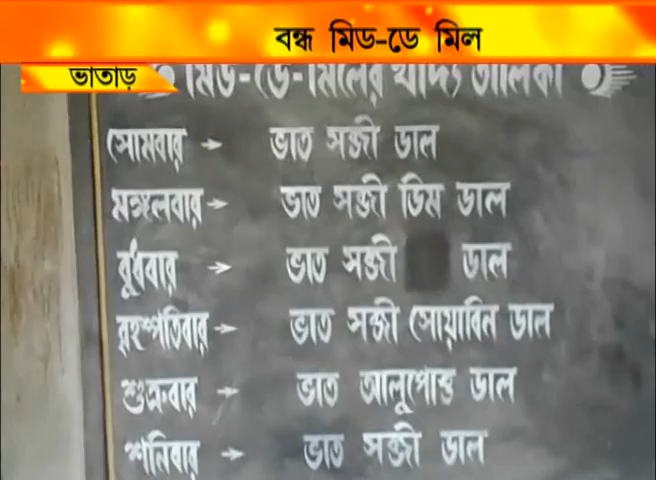 বন্ধ মিড-ডে মিল
ভাতাড়
মিড-ডে-মিলের খাদ্য তালিকা
সোমবার → ভাত সব্জী ডাল
মঙ্গলবার → ভাত সব্জী ডিম ডাল
বুধবার → ভাত সব্জী ডাল
বৃহস্পতিবার → ভাত সব্জী সোয়াবিন ডাল
শুক্রবার → ভাত আলুপোস্ত ডাল
শনিবার → ভাত সব্জী ডাল